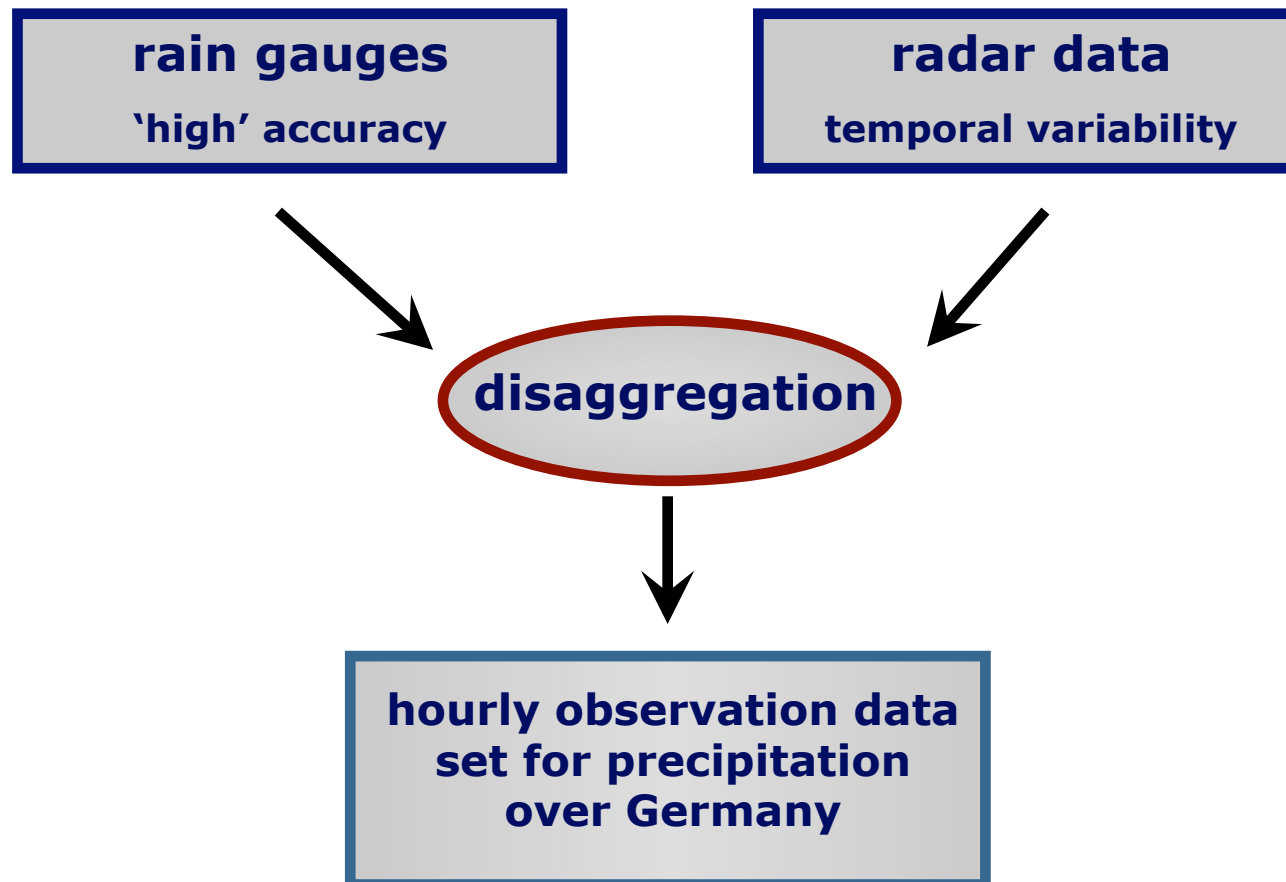 rain gauges
‘high’ accuracy
radar data
temporal variability
disaggregation
hourly observation data
set for precipitation
over Germany